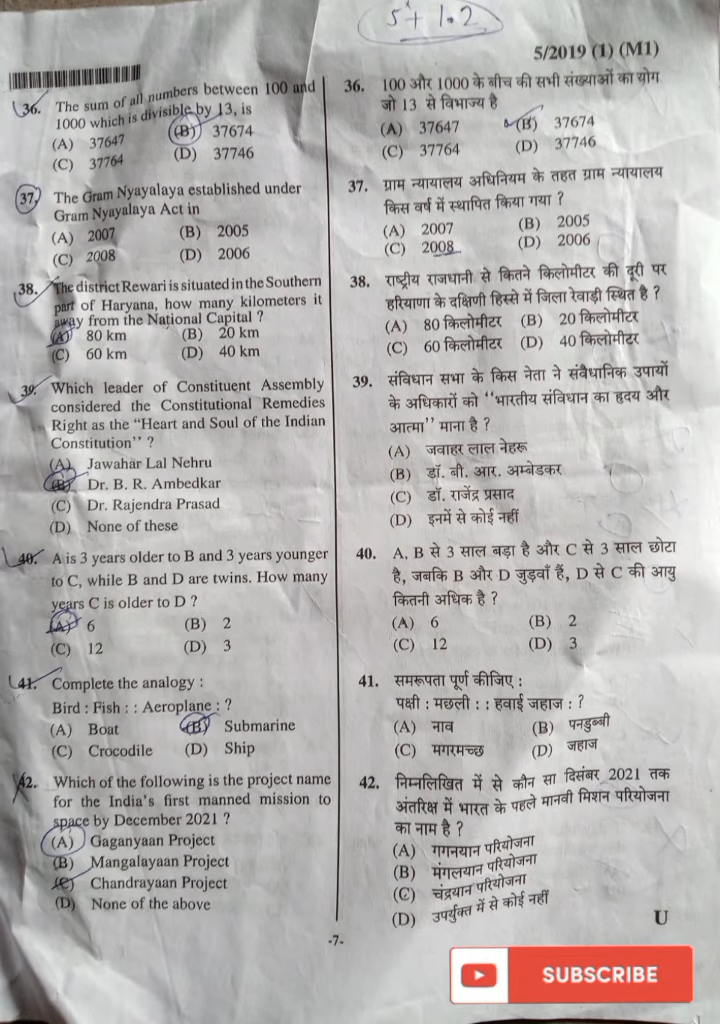 5+ 1.2
5/2019 (1) (M1)
36. The sum of all numbers between 100 and
1000 which is divisible by 13, is
(A) 37647 (B) 37674
(C) 37764 (D) 37746
37. The Gram Nyayalaya established under
Gram Nyayalaya Act in
(A) 2007 (B) 2005
(C) 2008 (D) 2006
38. The district Rewari is situated in the Southern
part of Haryana, how many kilometers it
away from the National Capital ?
(A) 80 km (B) 20 km
(C) 60 km (D) 40 km
39. Which leader of Constituent Assembly
considered the Constitutional Remedies
Right as the “Heart and Soul of the Indian
Constitution” ?
(A) Jawahar Lal Nehru
(B) Dr. B. R. Ambedkar
(C) Dr. Rajendra Prasad
(D) None of these
40. A is 3 years older to B and 3 years younger
to C, while B and D are twins. How many
years C is older to D ?
(A) 6 (B) 2
(C) 12 (D) 3
41. Complete the analogy :
Bird : Fish : : Aeroplane : ?
(A) Boat (B) Submarine
(C) Crocodile (D) Ship
42. Which of the following is the project name
for the India’s first manned mission to
space by December 2021 ?
(A) Gaganyaan Project
(B) Mangalayaan Project
(C) Chandrayaan Project
(D) None of the above
36. 100 और 1000 के बीच की सभी संख्याओं का योग
जो 13 से विभाज्य है
(A) 37647 (B) 37674
(C) 37764 (D) 37746
37. ग्राम न्यायालय अधिनियम के तहत ग्राम न्यायालय
किस वर्ष में स्थापित किया गया ?
(A) 2007 (B) 2005
(C) 2008 (D) 2006
38. राष्ट्रीय राजधानी से कितने किलोमीटर की दूरी पर
हरियाणा के दक्षिणी हिस्से में जिला रेवाड़ी स्थित है ?
(A) 80 किलोमीटर (B) 20 किलोमीटर
(C) 60 किलोमीटर (D) 40 किलोमीटर
39. संविधान सभा के किस नेता ने संवैधानिक उपायों
के अधिकारों को “भारतीय संविधान का हृदय और
आत्मा” माना है ?
(A) जवाहर लाल नेहरू
(B) डॉ. बी. आर. अम्बेडकर
(C) डॉ. राजेंद्र प्रसाद
(D) इनमें से कोई नहीं
40. A, B से 3 साल बड़ा है और C से 3 साल छोटा
है, जबकि B और D जुड़वाँ हैं, D से C की आयु
कितनी अधिक है ?
(A) 6 (B) 2
(C) 12 (D) 3
41. समरूपता पूर्ण कीजिए :
पक्षी : मछली : : हवाई जहाज : ?
(A) नाव (B) पनडुब्बी
(C) मगरमच्छ (D) जहाज
42. निम्नलिखित में से कौन सा दिसंबर 2021 तक
अंतरिक्ष में भारत के पहले मानवी मिशन परियोजना
का नाम है ?
(A) गगनयान परियोजना
(B) मंगलयान परियोजना
(C) चंद्रयान परियोजना
(D) उपर्युक्त में से कोई नहीं
-7-
U
SUBSCRIBE